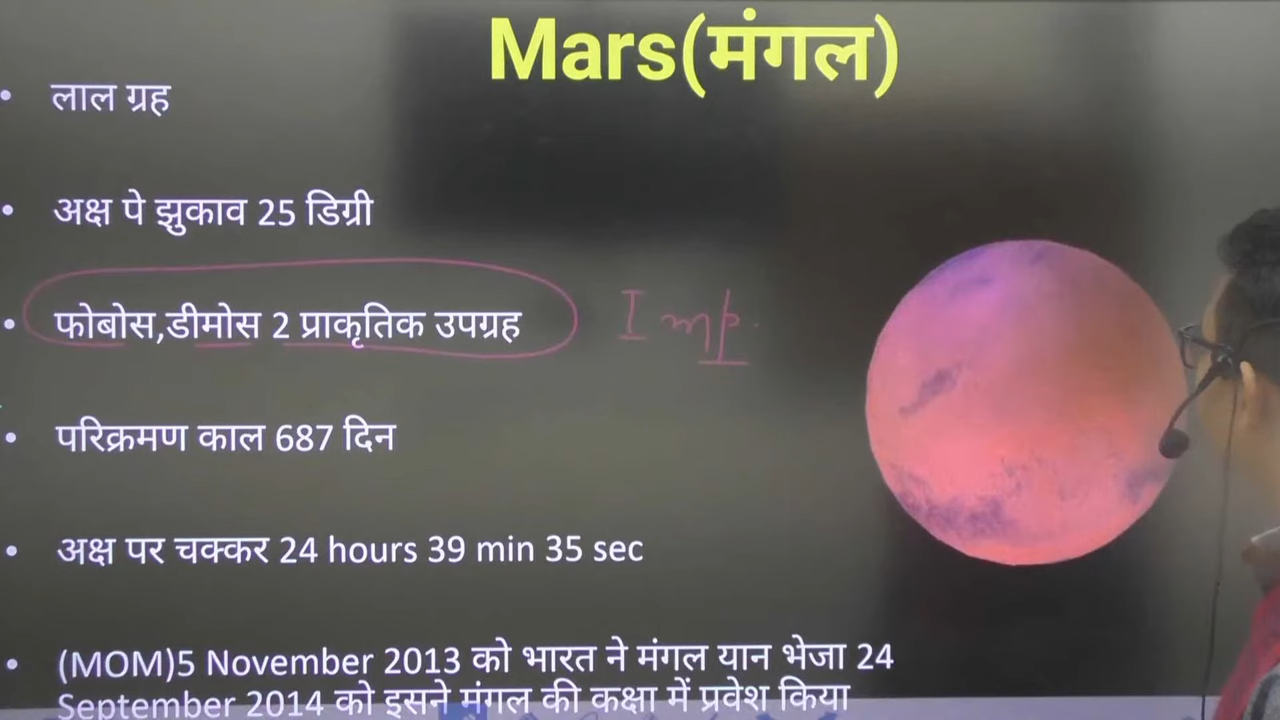 Mars(मंगल)
• लाल ग्रह
• अक्ष पे झुकाव 25 डिग्री
• फोबोस,डीमोस 2 प्राकृतिक उपग्रह
Imp.
• परिक्रमण काल 687 दिन
• अक्ष पर चक्कर 24 hours 39 min 35 sec
• (MOM)5 November 2013 को भारत ने मंगल यान भेजा 24
September 2014 को इसने मंगल की कक्षा में प्रवेश किया